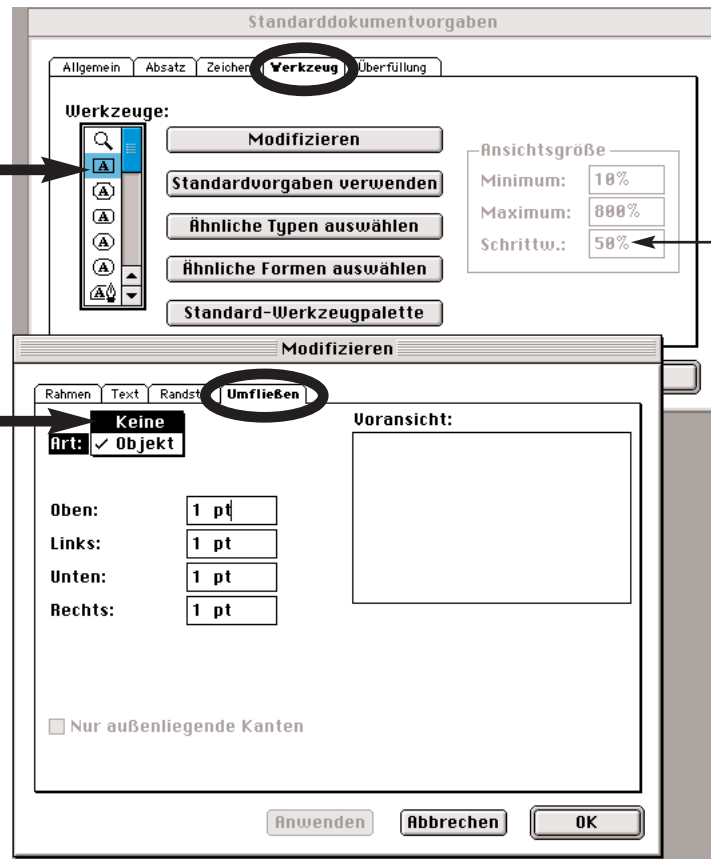 Standarddokumentvorgaben
Allgemein Absatz Zeichen Werkzeug Überfüllung
Werkzeuge:
A
A
A
A
A
A
Modifizieren
Standardvorgaben verwenden
Ähnliche Typen auswählen
Ähnliche Formen auswählen
Standard-Werkzeugpalette
Ansichtsgröße
Minimum: 10%
Maximum: 800%
Schrittw.: 50%
Modifizieren
Rahmen Text Umfließen
Keine
Art: ✓ Objekt
Voransicht:
Oben: 1 pt
Links: 1 pt
Unten: 1 pt
Rechts: 1 pt
Nur außenliegende Kanten
Anwenden Abbrechen OK